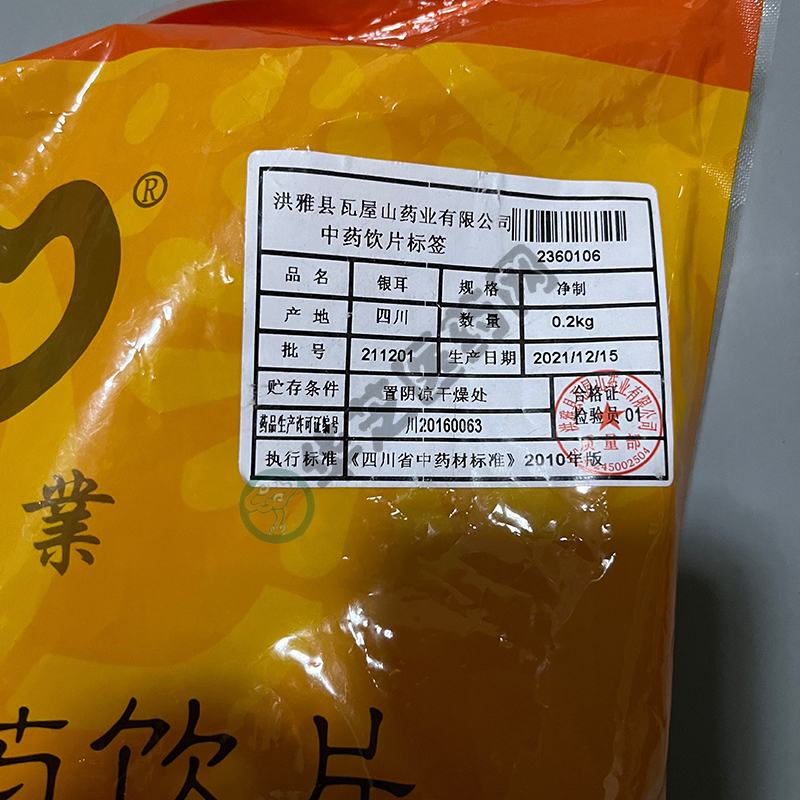 ®
洪雅县瓦屋山药业有限公司
中药饮片标签
2360106
品名 银耳 规格 净制
产地 四川 数量 0.2kg
批号 211201 生产日期 2021/12/15
贮存条件 置阴凉干燥处 合格证
检验员 01
药品生产许可证编号 川20160063
执行标准 《四川省中药材标准》2010年版
质量部
45002504
業
药饮片